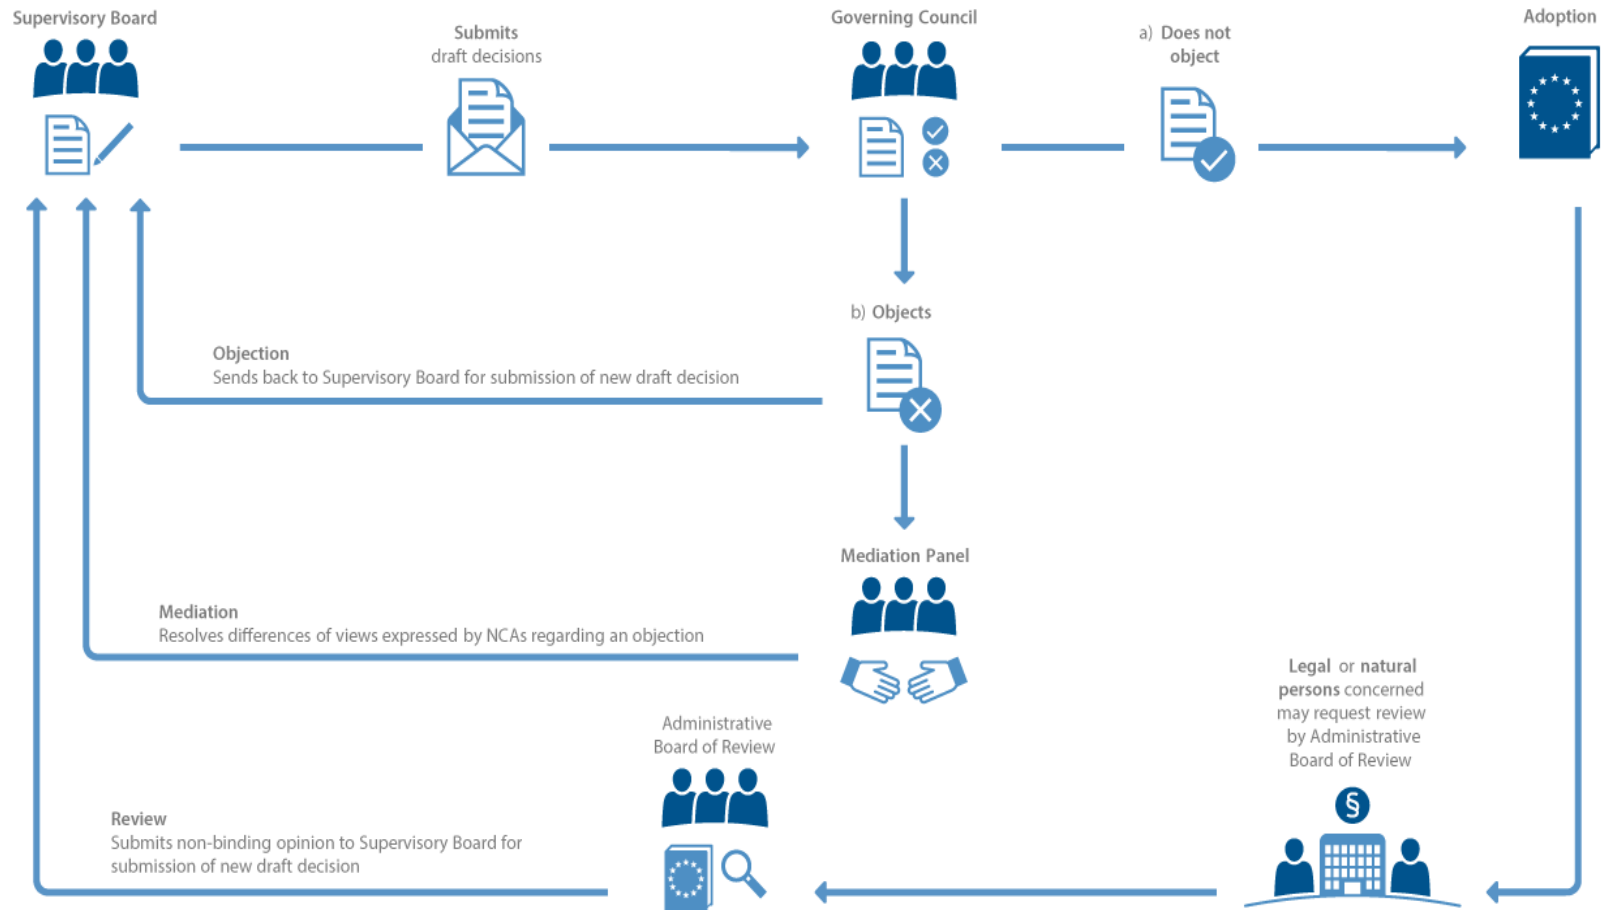 Supervisory Board
Submits
draft decisions
Governing Council
a) Does not
object
Adoption
b) Objects
Objection
Sends back to Supervisory Board for submission of new draft decision
Mediation Panel
Mediation
Resolves differences of views expressed by NCAs regarding an objection
Legal or natural
persons concerned
may request review
by Administrative
Board of Review
§
Administrative
Board of Review
Review
Submits non-binding opinion to Supervisory Board for
submission of new draft decision